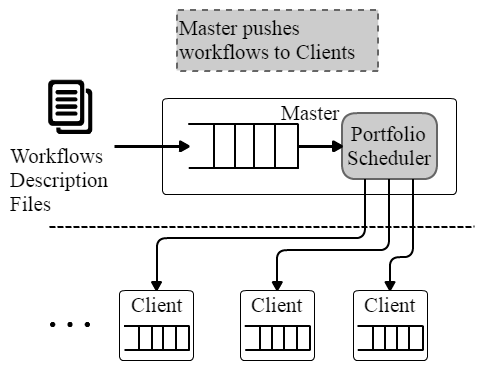 Master pushes
workflows to Clients
Master
Portfolio
Scheduler
Workflows
Description
Files
Client
Client
Client